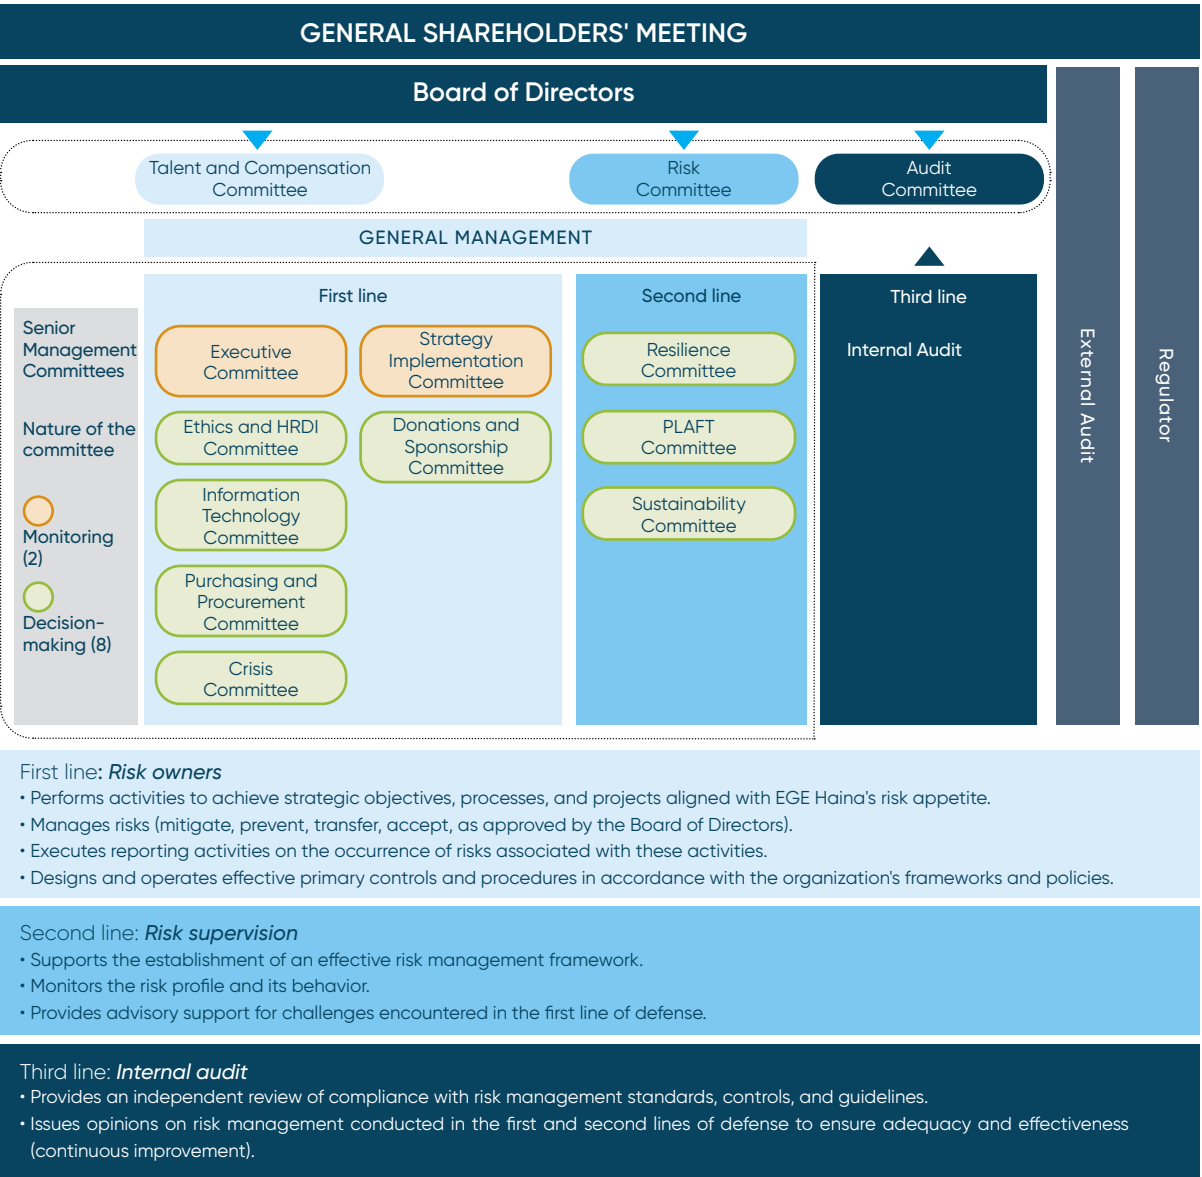 GENERAL SHAREHOLDERS' MEETING
Board of Directors
Talent and Compensation
Committee
Risk
Committee
Audit
Committee
GENERAL MANAGEMENT
Senior
Management
Committees
Nature of the
committee
Monitoring
(2)
Decision-
making (8)
First line
Executive
Committee
Strategy
Implementation
Committee
Ethics and HRDI
Committee
Donations and
Sponsorship
Committee
Information
Technology
Committee
Purchasing and
Procurement
Committee
Crisis
Committee
Second line
Resilience
Committee
PLAFT
Committee
Sustainability
Committee
Third line
Internal Audit
External Audit
Regulator
First line: Risk owners
• Performs activities to achieve strategic objectives, processes, and projects aligned with EGE Haina's risk appetite.
• Manages risks (mitigate, prevent, transfer, accept, as approved by the Board of Directors).
• Executes reporting activities on the occurrence of risks associated with these activities.
• Designs and operates effective primary controls and procedures in accordance with the organization's frameworks and policies.
Second line: Risk supervision
• Supports the establishment of an effective risk management framework.
• Monitors the risk profile and its behavior.
• Provides advisory support for challenges encountered in the first line of defense.
Third line: Internal audit
• Provides an independent review of compliance with risk management standards, controls, and guidelines.
• Issues opinions on risk management conducted in the first and second lines of defense to ensure adequacy and effectiveness
(continuous improvement).